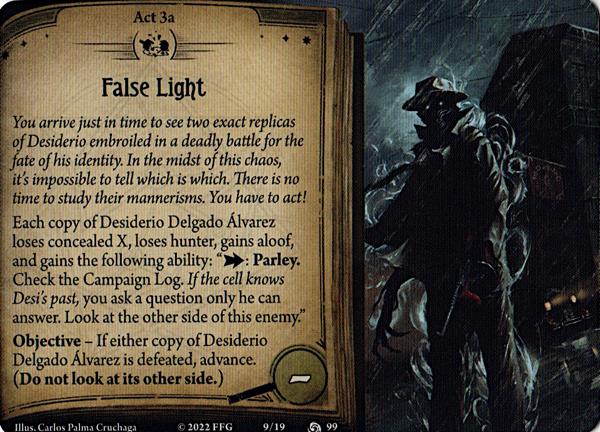 Act 3a
False Light
You arrive just in time to see two exact replicas
of Desiderio embroiled in a deadly battle for the
fate of his identity. In the midst of this chaos,
it's impossible to tell which is which. There is no
time to study their mannerisms. You have to act!
Each copy of Desiderio Delgado Álvarez
loses concealed X, loses hunter, gains aloof,
and gains the following ability: “: Parley.
Check the Campaign Log. If the cell knows
Desi's past, you ask a question only he can
answer. Look at the other side of this enemy.”
Objective – If either copy of Desiderio
Delgado Álvarez is defeated, advance.
(Do not look at its other side.)
–
Illus. Carlos Palma Cruchaga © 2022 FFG 9/19 99